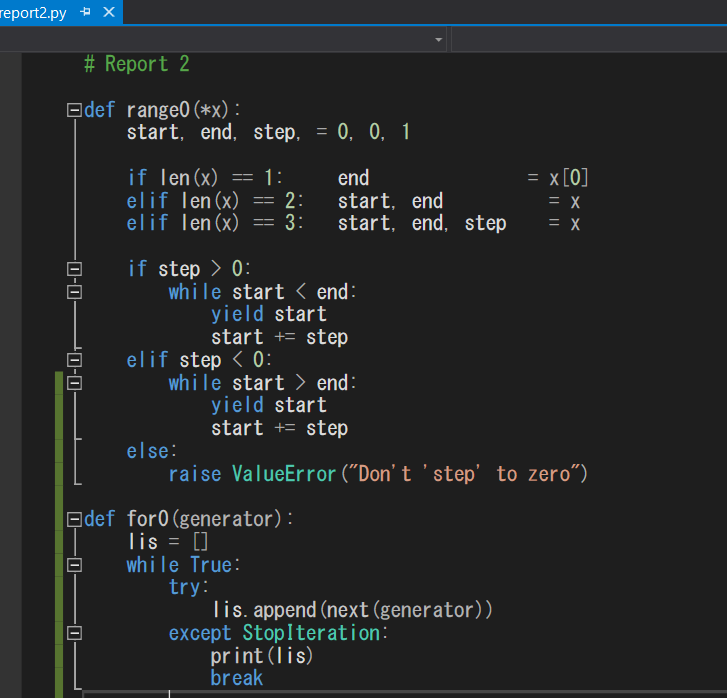 report2.py
# Report 2
def range0(*x):
start, end, step, = 0, 0, 1
if len(x) == 1: end = x[0]
elif len(x) == 2: start, end = x
elif len(x) == 3: start, end, step = x
if step > 0:
while start < end:
yield start
start += step
elif step < 0:
while start > end:
yield start
start += step
else:
raise ValueError("Don't 'step' to zero")
def for0(generator):
lis = []
while True:
try:
lis.append(next(generator))
except StopIteration:
print(lis)
break